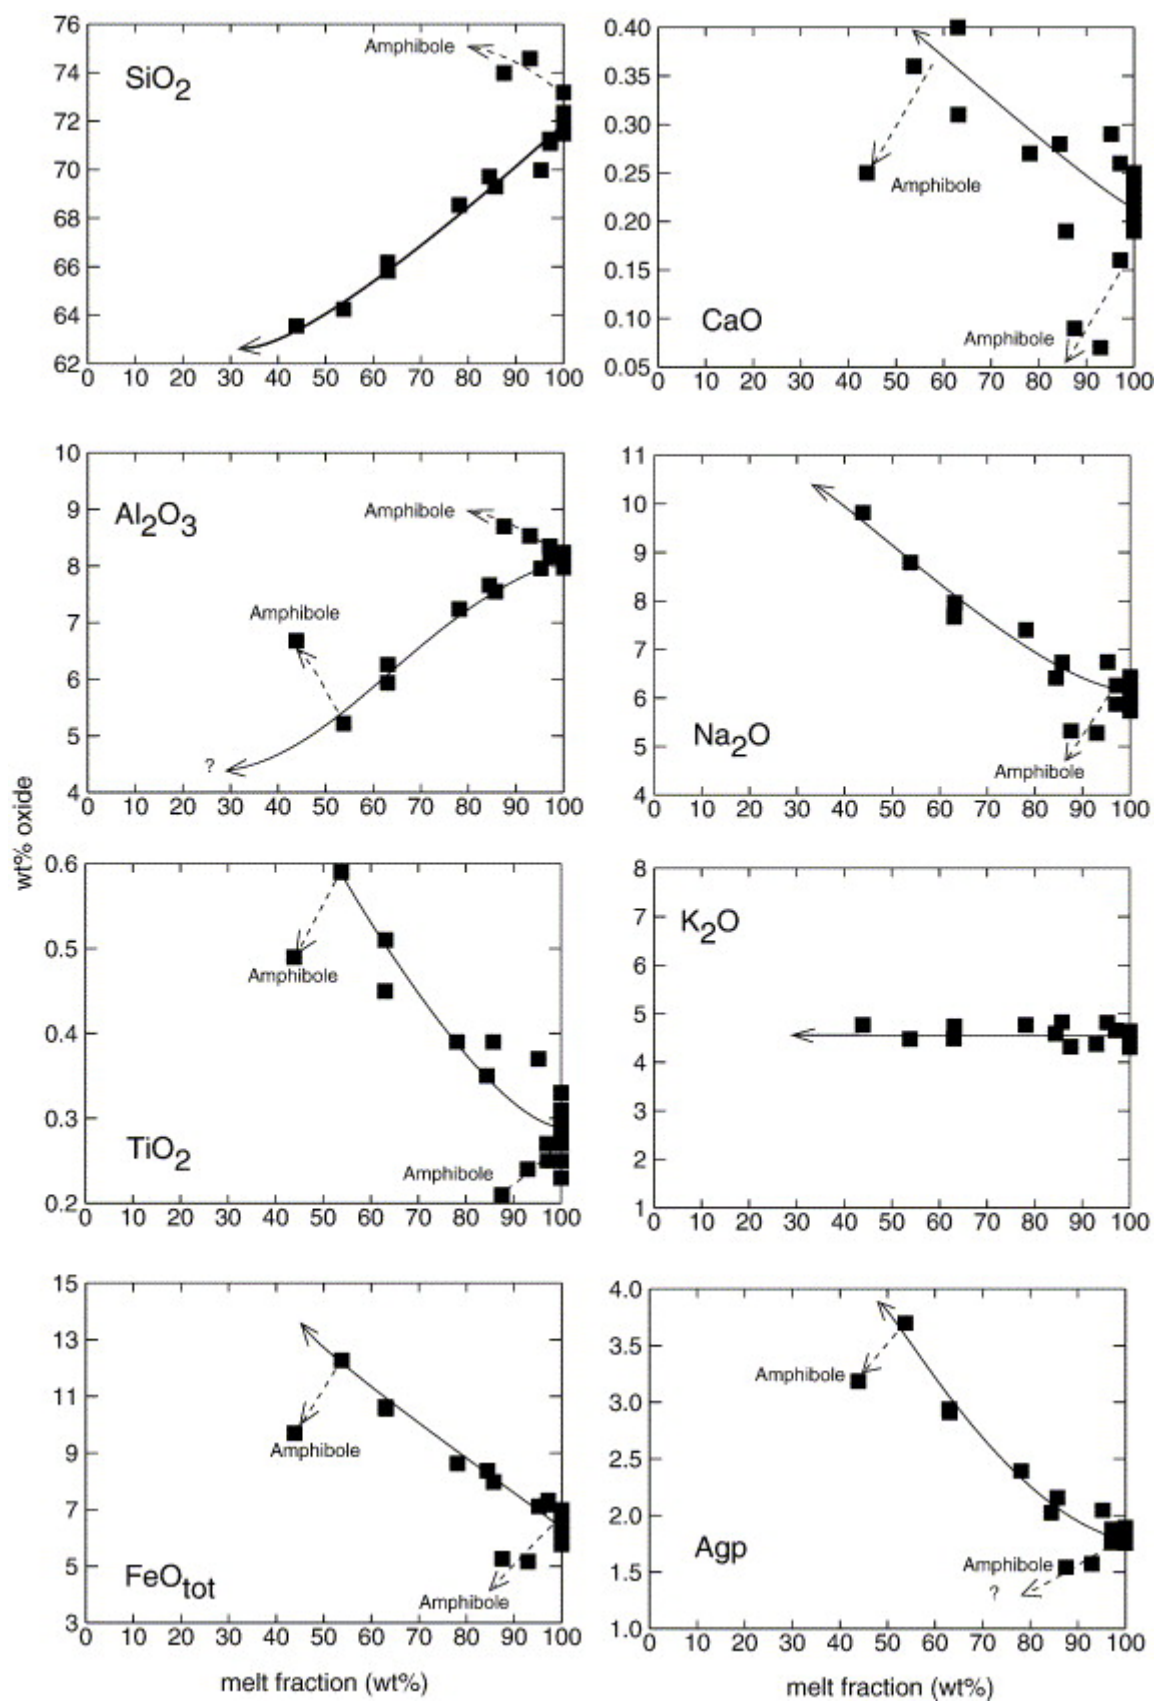 76
74
72
70
68
66
64
62
SiO2
Amphibole
0 10 20 30 40 50 60 70 80 90 100
0.40
0.35
0.30
0.25
0.20
0.15
0.10
0.05
Amphibole
CaO
Amphibole
0 10 20 30 40 50 60 70 80 90 100
10
9
8
7
6
5
4
Al2O3
Amphibole
Amphibole
?
0 10 20 30 40 50 60 70 80 90 100
11
10
9
8
7
6
5
4
Na2O
Amphibole
0 10 20 30 40 50 60 70 80 90 100
wt% oxide
0.6
0.5
0.4
0.3
0.2
Amphibole
TiO2
Amphibole
0 10 20 30 40 50 60 70 80 90 100
8
7
6
5
4
3
2
1
K2O
0 10 20 30 40 50 60 70 80 90 100
15
13
11
9
7
5
3
Amphibole
FeOtot
Amphibole
0 10 20 30 40 50 60 70 80 90 100
melt fraction (wt%)
4.0
3.5
3.0
2.5
2.0
1.5
1.0
Amphibole
Agp
Amphibole
?
0 10 20 30 40 50 60 70 80 90 100
melt fraction (wt%)